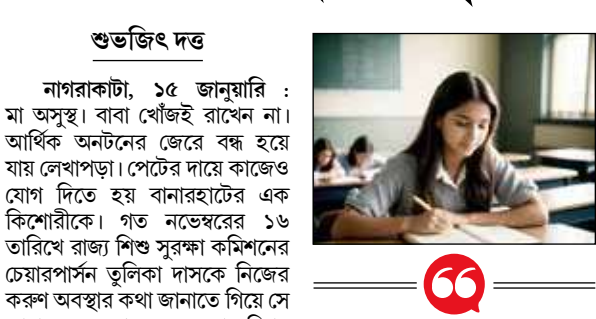 শুভজিৎ দত্ত
নাগরাকাটা, ১৫ জানুয়ারি :
মা অসুস্থ। বাবা খোঁজই রাখেন না।
আর্থিক অনটনের জেরে বন্ধ হয়ে
যায় লেখাপড়া। পেটের দায়ে কাজেও
যোগ দিতে হয় বানারহাটের এক
কিশোরীকে। গত নভেম্বরের ১৬
তারিখে রাজ্য শিশু সুরক্ষা কমিশনের
চেয়ারপার্সন তুলিকা দাসকে নিজের
করুণ অবস্থার কথা জানাতে গিয়ে সে